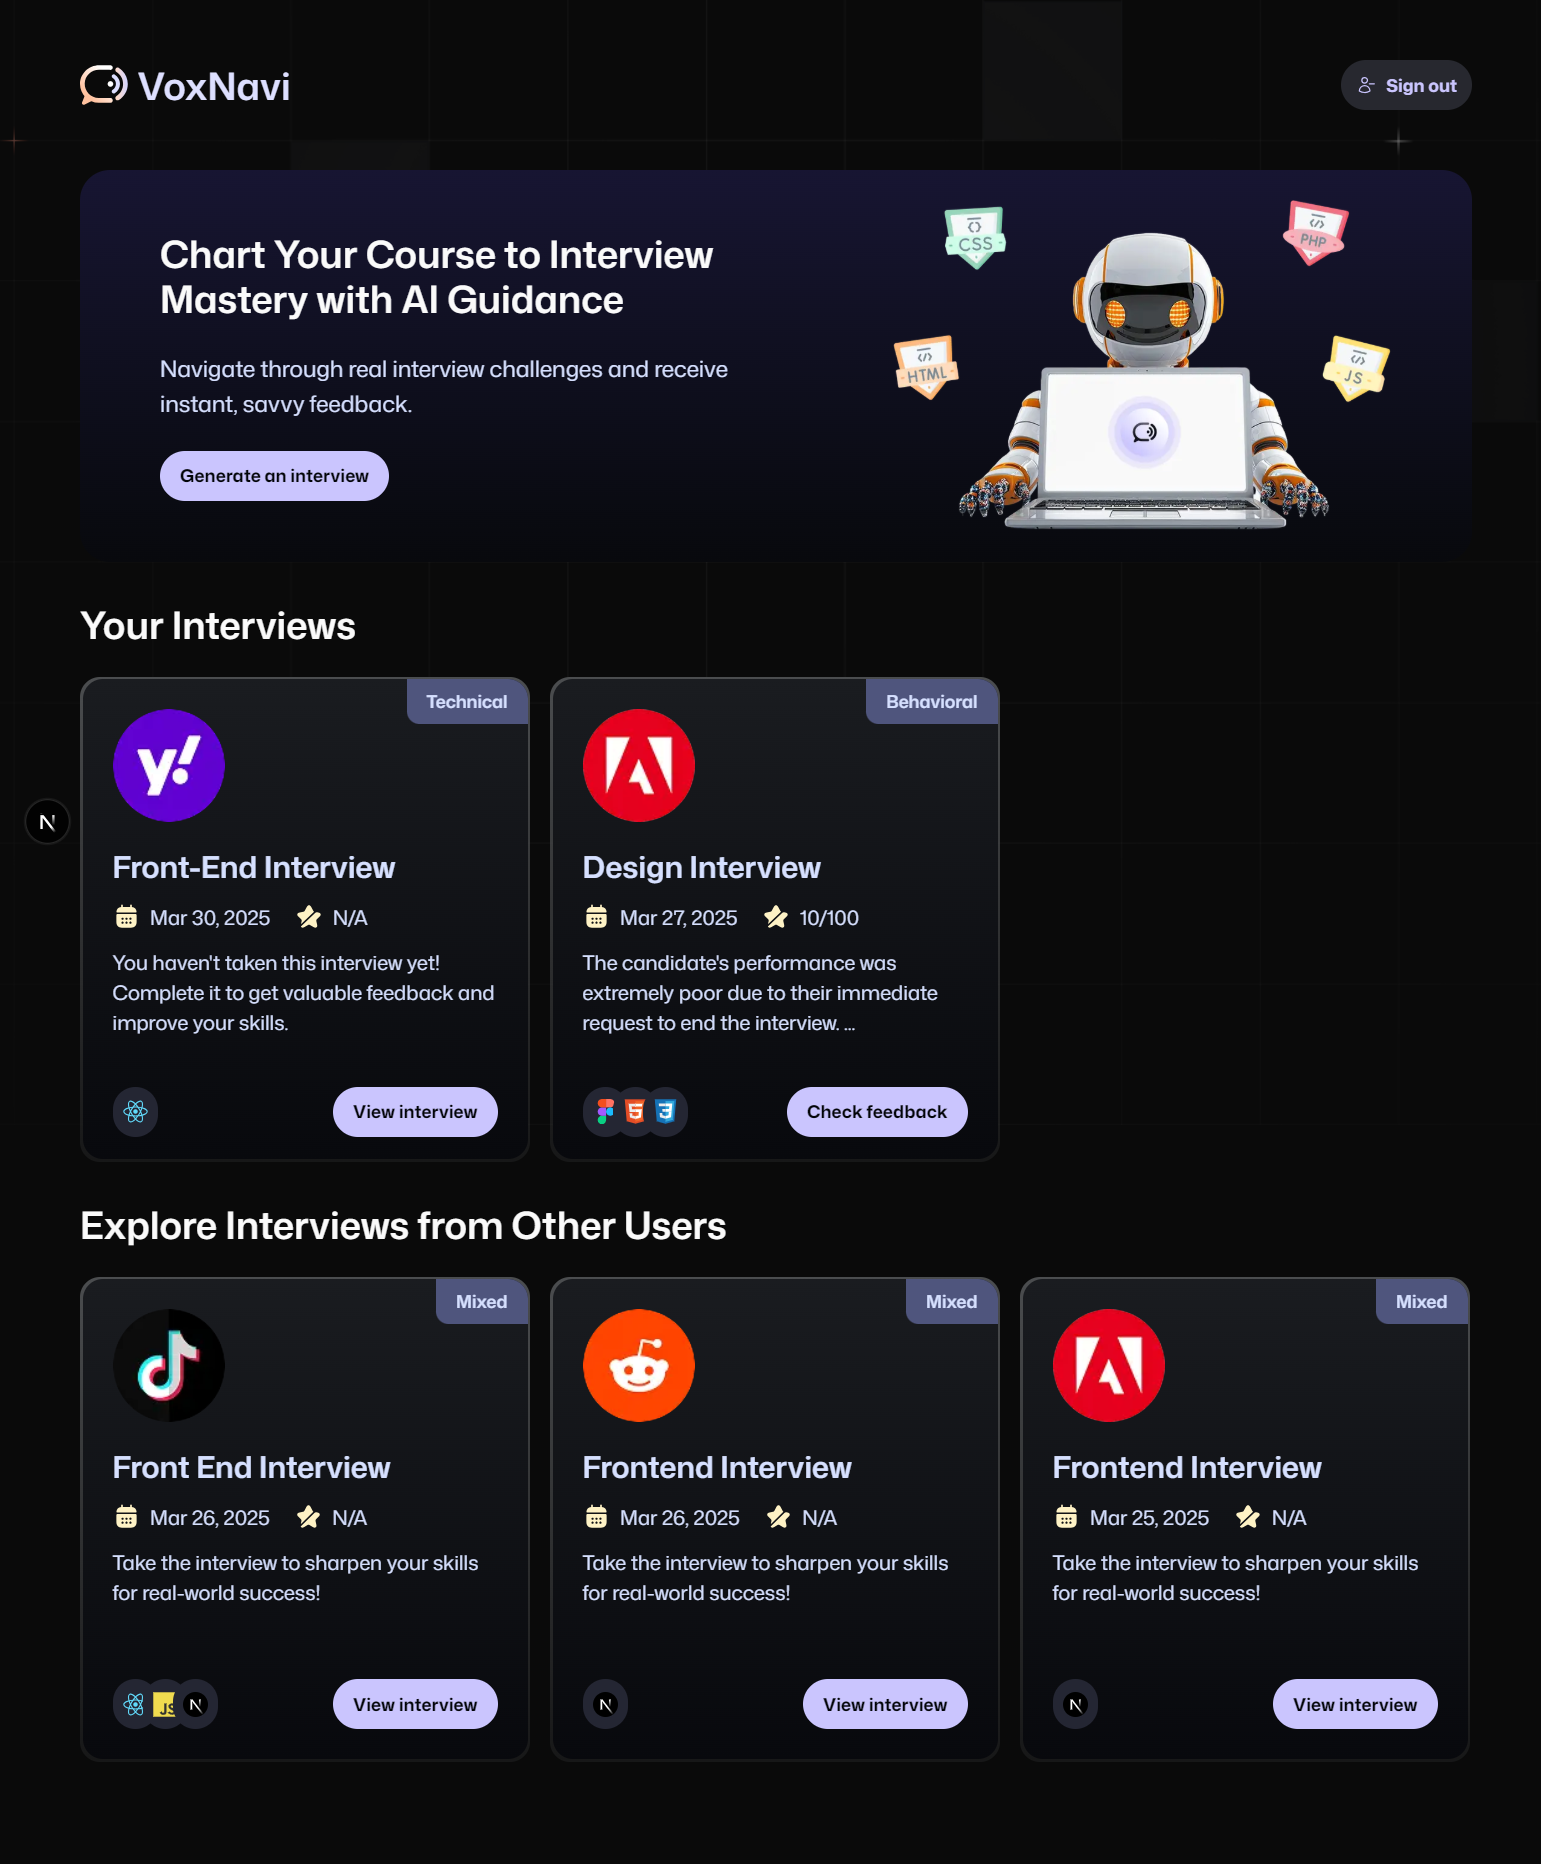 VoxNavi
Sign out
Chart Your Course to Interview
Mastery with AI Guidance
Navigate through real interview challenges and receive
instant, savvy feedback.
Generate an interview
CSS
PHP
HTML
JS
Your Interviews
Technical
y!
Front-End Interview
Mar 30, 2025 N/A
You haven't taken this interview yet!
Complete it to get valuable feedback and
improve your skills.
View interview
Behavioral
Design Interview
Mar 27, 2025 10/100
The candidate's performance was
extremely poor due to their immediate
request to end the interview. ...
5 3
Check feedback
N
Explore Interviews from Other Users
Mixed
Front End Interview
Mar 26, 2025 N/A
Take the interview to sharpen your skills
for real-world success!
JS N
View interview
Mixed
Frontend Interview
Mar 26, 2025 N/A
Take the interview to sharpen your skills
for real-world success!
N
View interview
Mixed
Frontend Interview
Mar 25, 2025 N/A
Take the interview to sharpen your skills
for real-world success!
N
View interview